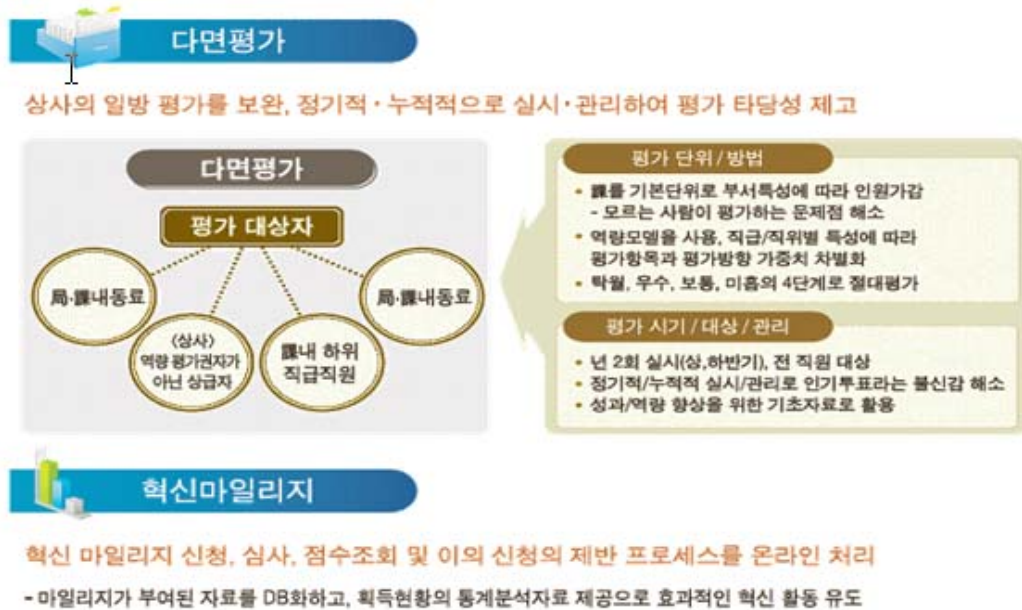 다면평가
상사의 일방 평가를 보완, 정기적·누적적으로 실시·관리하여 평가 타당성 제고
다면평가
평가 대상자
局·課내동료
〈상사〉
역량 평가권자가
아닌 상급자
課내 하위
직급직원
局·課내동료
평가 단위/방법
• 課를 기본단위로 부서특성에 따라 인원가감
- 모르는 사람이 평가하는 문제점 해소
• 역량모델을 사용, 직급/직위별 특성에 따라
평가항목과 평가방향 가중치 차별화
• 탁월, 우수, 보통, 미흡의 4단계로 절대평가
평가 시기/대상/관리
• 년 2회 실시(상,하반기), 전 직원 대상
• 정기적/누적적 실시/관리로 인기투표라는 불신감 해소
• 성과/역량 향상을 위한 기초자료로 활용
혁신마일리지
혁신 마일리지 신청, 심사, 점수조회 및 이의 신청의 제반 프로세스를 온라인 처리
- 마일리지가 부여된 자료를 DB화하고, 획득현황의 통계분석자료 제공으로 효과적인 혁신 활동 유도